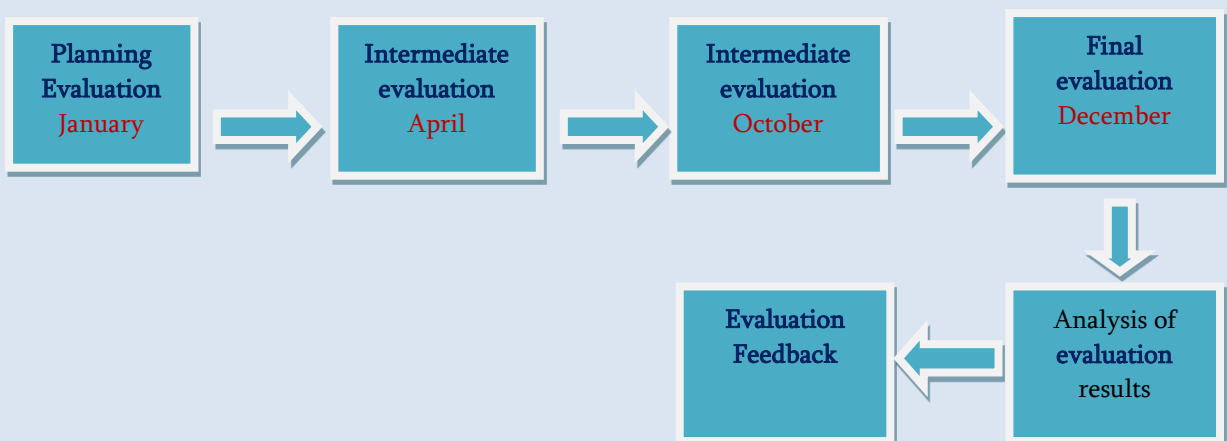 Planning
Evaluation
January
Intermediate
evaluation
April
Intermediate
evaluation
October
Final
evaluation
December
Analysis of
evaluation
results
Evaluation
Feedback